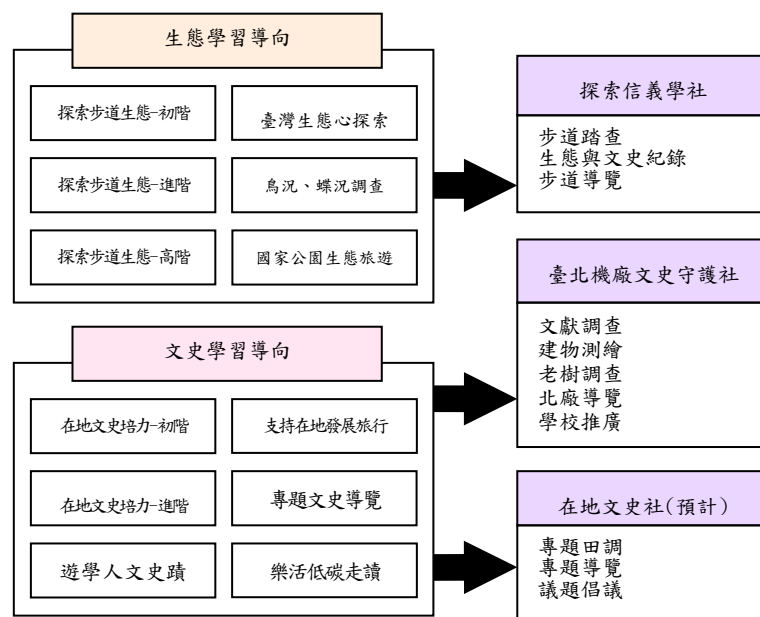 生態學習導向
探索步道生態-初階
臺灣生態心探索
探索步道生態-進階
鳥況、蝶況調查
探索步道生態-高階
國家公園生態旅遊
文史學習導向
在地文史培力-初階
支持在地發展旅行
在地文史培力-進階
專題文史導覽
遊學人文史蹟
樂活低碳走讀
探索信義學社
步道踏查
生態與文史紀錄
步道導覽
臺北機廠文史守護社
文獻調查
建物測繪
老樹調查
北廠導覽
學校推廣
在地文史社(預計)
專題田調
專題導覽
議題倡議